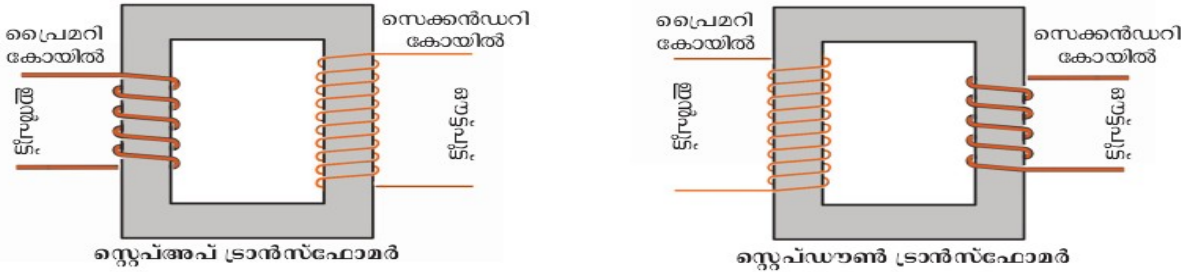 പ്രൈമറി
കോയിൽ
സെക്കൻഡറി
കോയിൽ
ഇൻപുട്ട്
ഔട്ട്പുട്ട്
സ്റ്റെപ്അപ് ട്രാൻസ്ഫോമർ
പ്രൈമറി
കോയിൽ
സെക്കൻഡറി
കോയിൽ
ഇൻപുട്ട്
ഔട്ട്പുട്ട്
സ്റ്റെപ്ഡൗൺ ട്രാൻസ്ഫോമർ